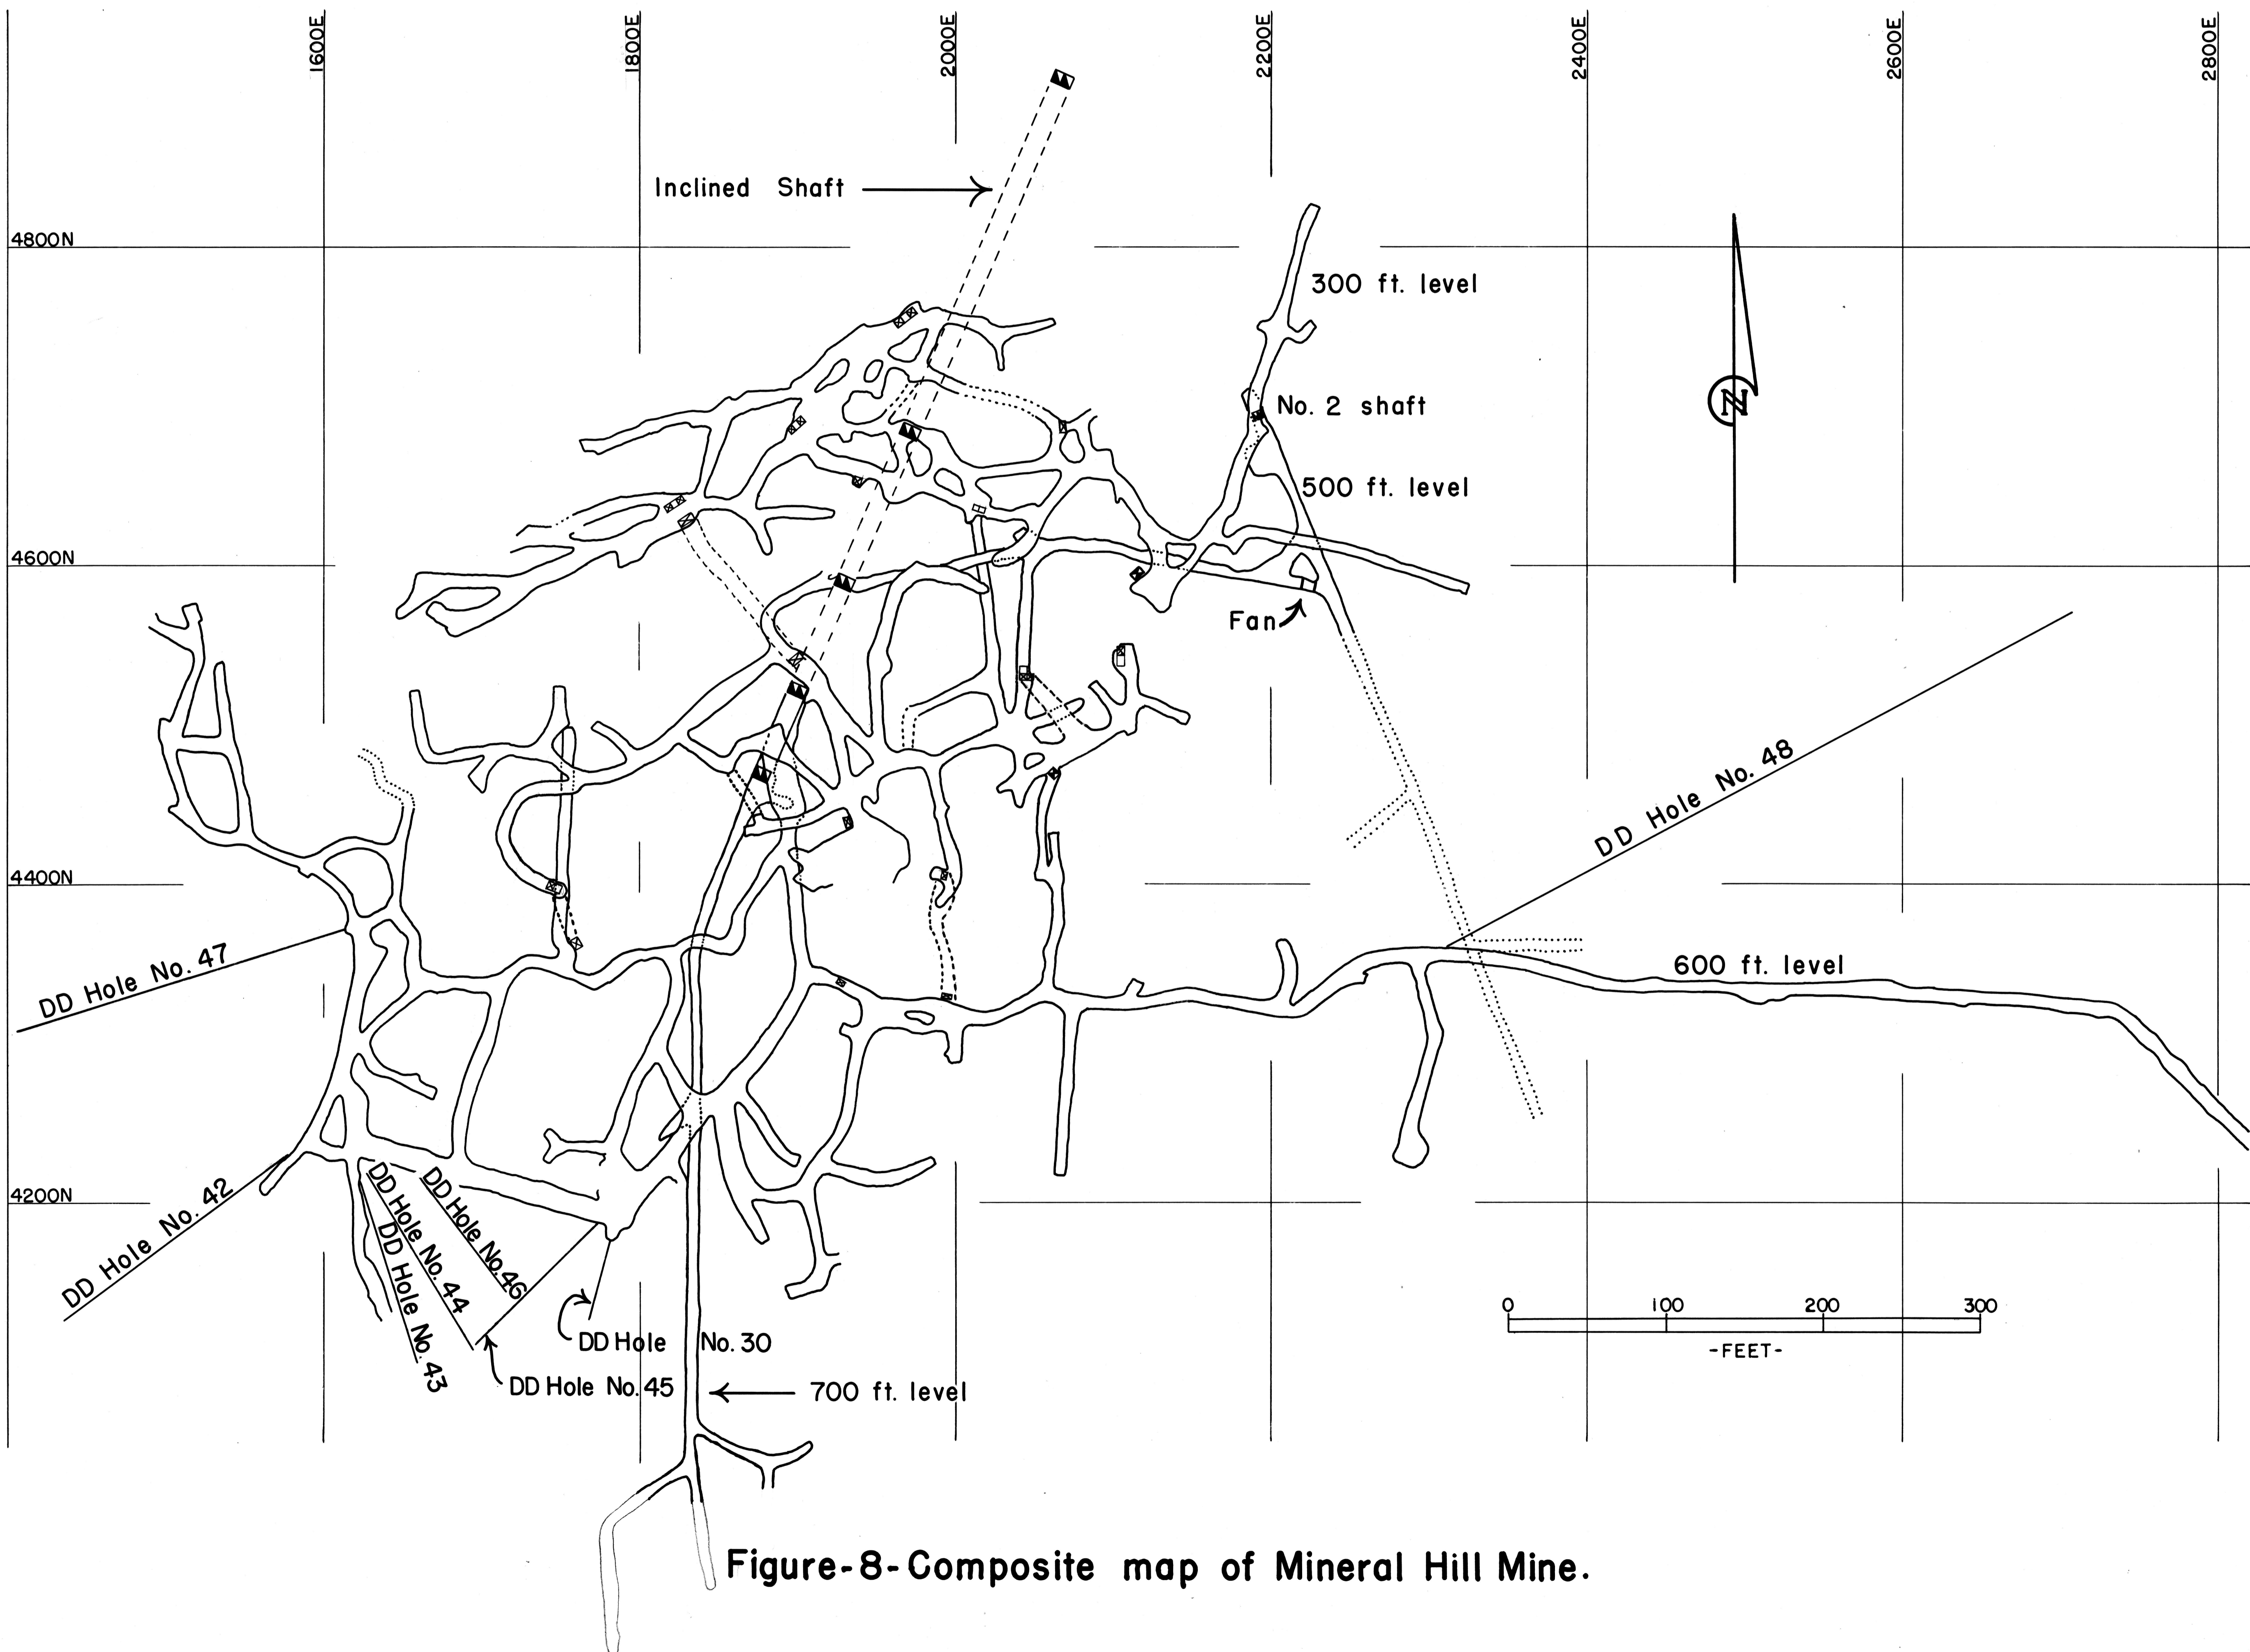 1600E
1800E
2000E
2200E
2400E
2600E
2800E
Inclined Shaft
4800N
300 ft. level
N
No. 2 shaft
500 ft. level
4600N
Fan
DD Hole No. 48
4400N
DD Hole No. 47
600 ft. level
4200N
DD Hole No. 42
DD Hole No. 44
DD Hole No. 43
DD Hole No. 46
DD Hole No. 30
DD Hole No. 45
700 ft. level
0 100 200 300
-FEET-
Figure-8-Composite map of Mineral Hill Mine.